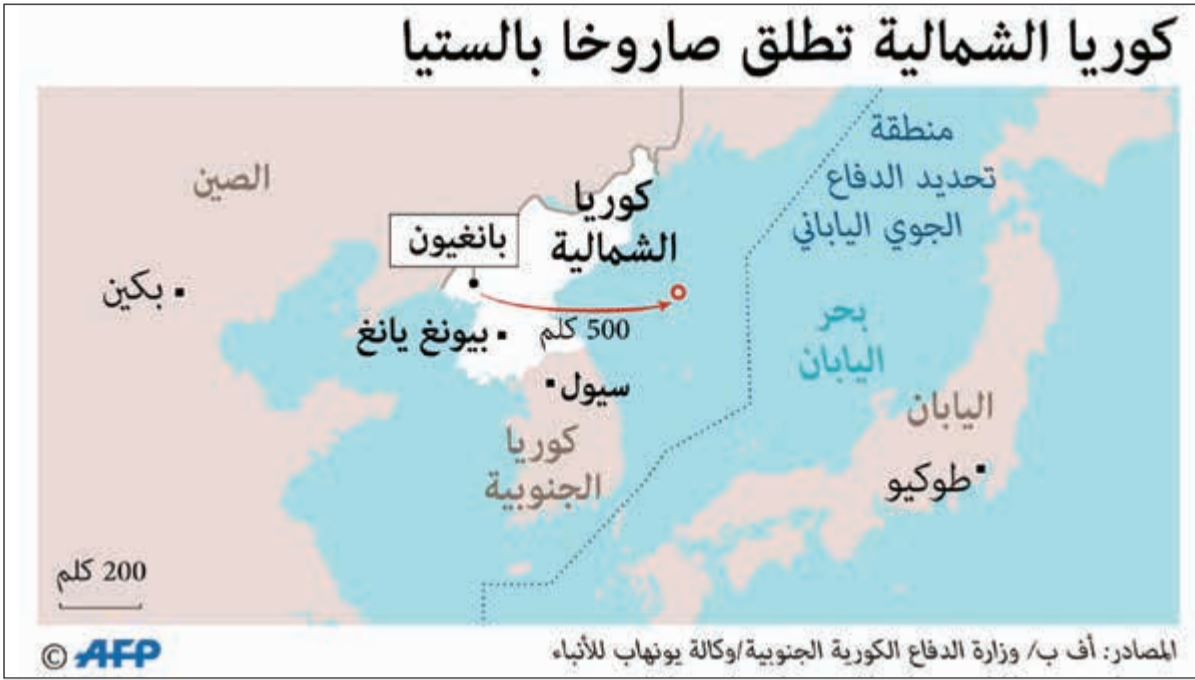 كوريا الشمالية تطلق صاروخا بالستيا
منطقة
تحديد الدفاع
الجوي الياباني
الصين
كوريا
الشمالية
بانغيون
بكين
500 كلم
بيونغ يانغ
بحر
اليابان
سيول
اليابان
كوريا
الجنوبية
طوكيو
200 كلم
المصادر: أف ب/ وزارة الدفاع الكورية الجنوبية/وكالة يونهاب للأنباء
© AFP